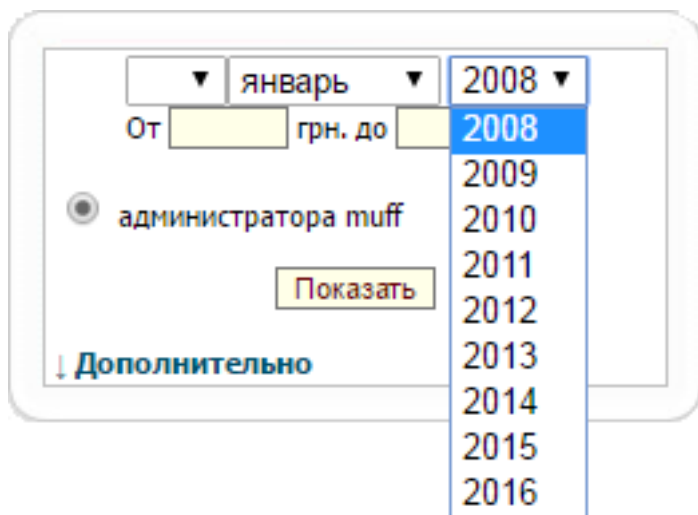 январь 2008
От грн. до
2008
2009
2010
2011
2012
2013
2014
2015
2016
администратора muff
Показать
↓ Дополнительно